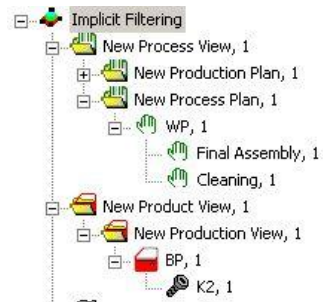 Implicit Filtering
New Process View, 1
New Production Plan, 1
New Process Plan, 1
WP, 1
Final Assembly, 1
Cleaning, 1
New Product View, 1
New Production View, 1
BP, 1
K2, 1